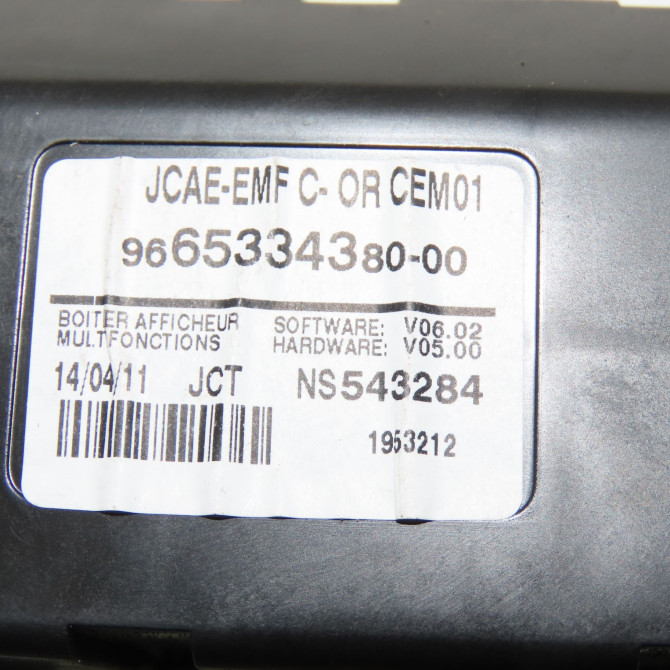 JCAE-EMF C- OR CEM01
9665334380-00
BOITER AFFICHEUR SOFTWARE: V06.02
MULTFONCTIONS HARDWARE: V05.00
14/04/11 JCT NS543284
1953212